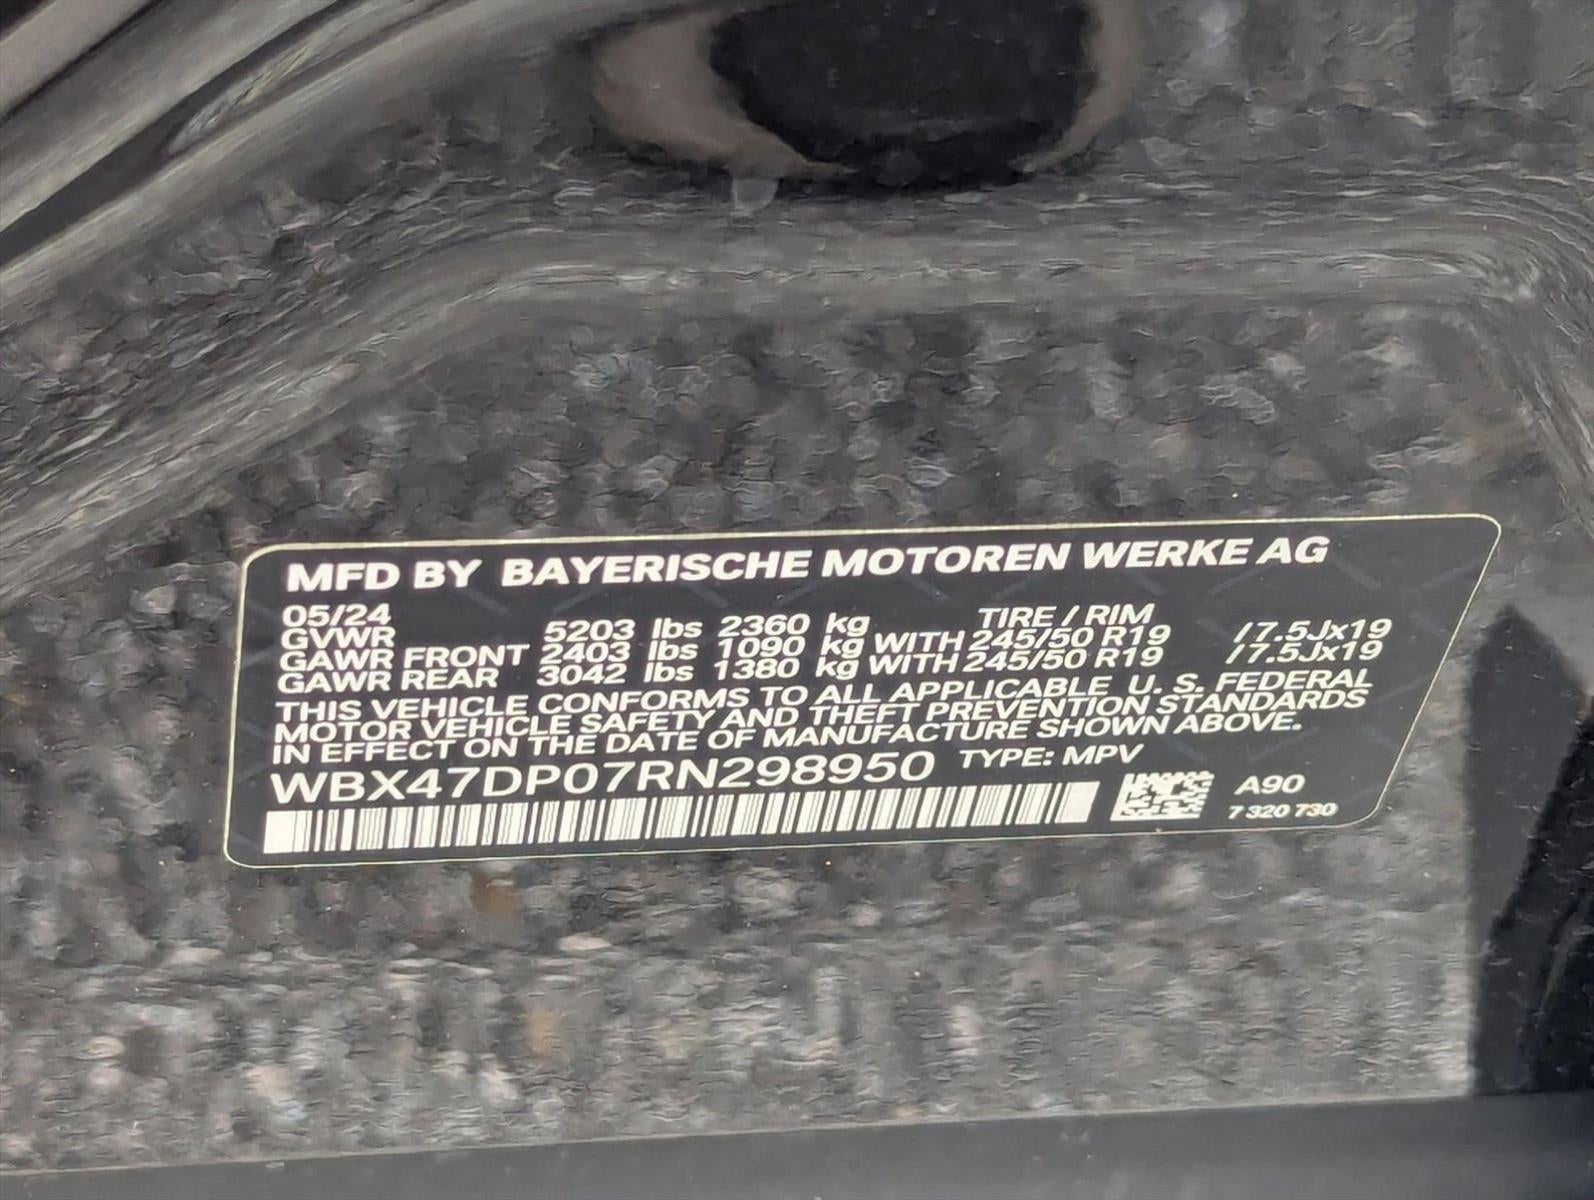 MFD BY BAYERISCHE MOTOREN WERKE AG
05/24 TIRE / RIM
GVWR 5203 lbs 2360 kg
GAWR FRONT 2403 lbs 1090 kg WITH 245/50 R19 / 7.5Jx19
GAWR REAR 3042 lbs 1380 kg WITH 245/50 R19 / 7.5Jx19
THIS VEHICLE CONFORMS TO ALL APPLICABLE U. S. FEDERAL
MOTOR VEHICLE SAFETY AND THEFT PREVENTION STANDARDS
IN EFFECT ON THE DATE OF MANUFACTURE SHOWN ABOVE.
WBX47DP07RN298950 TYPE: MPV
A90
7 320 730